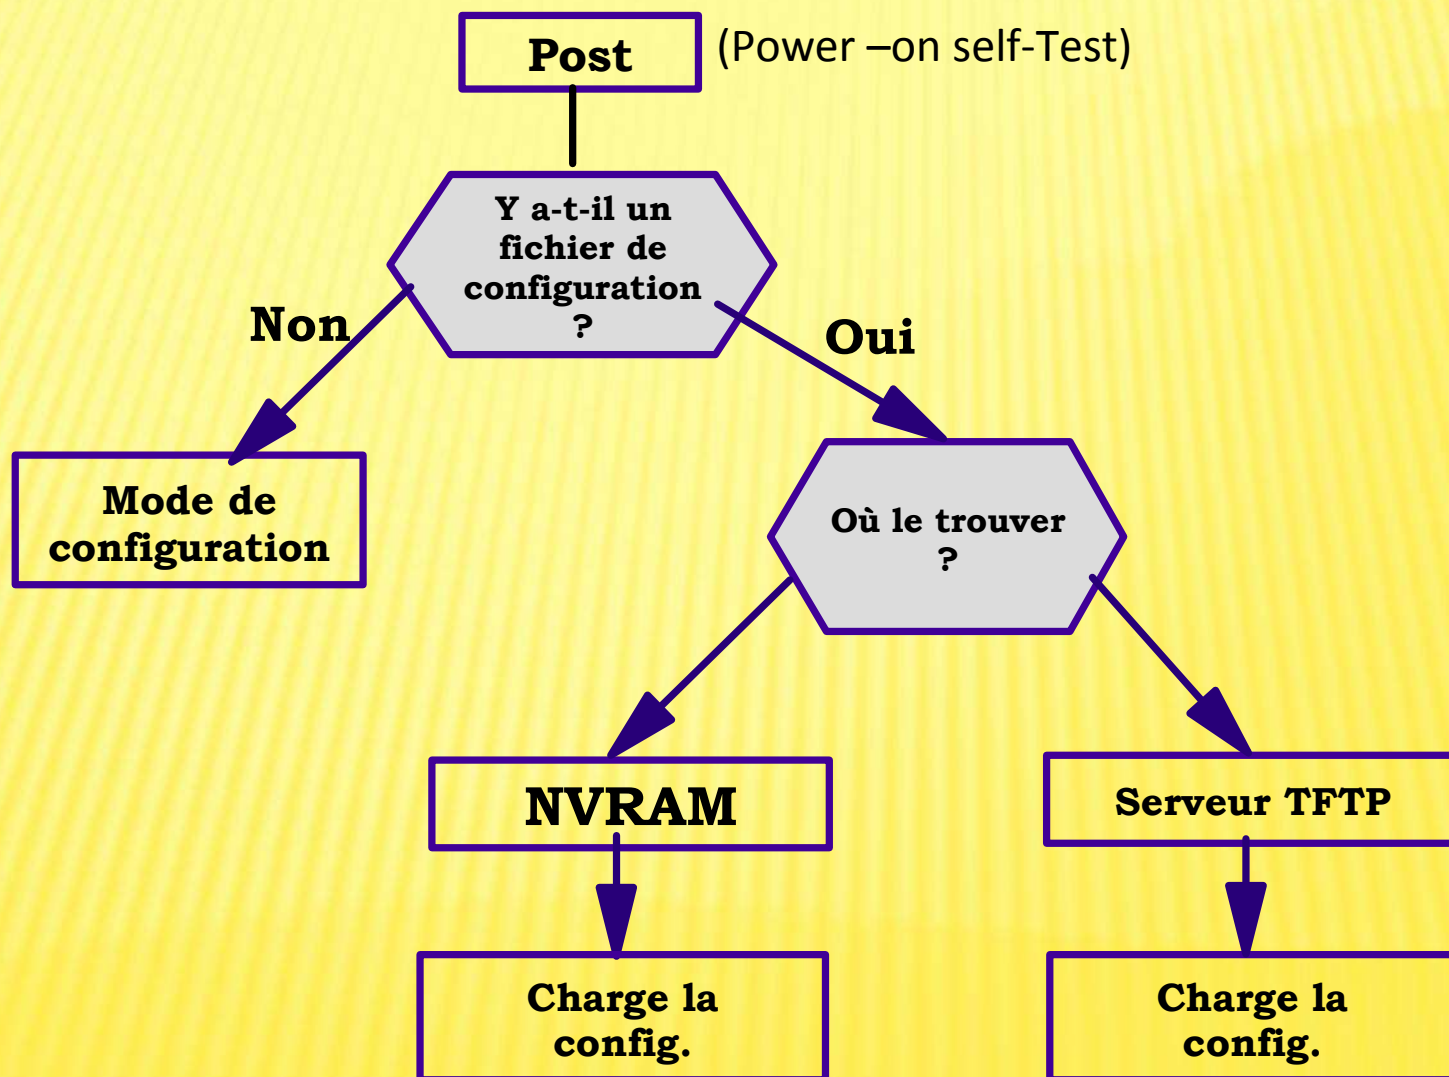 Post
(Power –on self-Test)
Y a-t-il un
fichier de
configuration
?
Non
Oui
Mode de
configuration
Où le trouver
?
NVRAM
Serveur TFTP
Charge la
config.
Charge la
config.